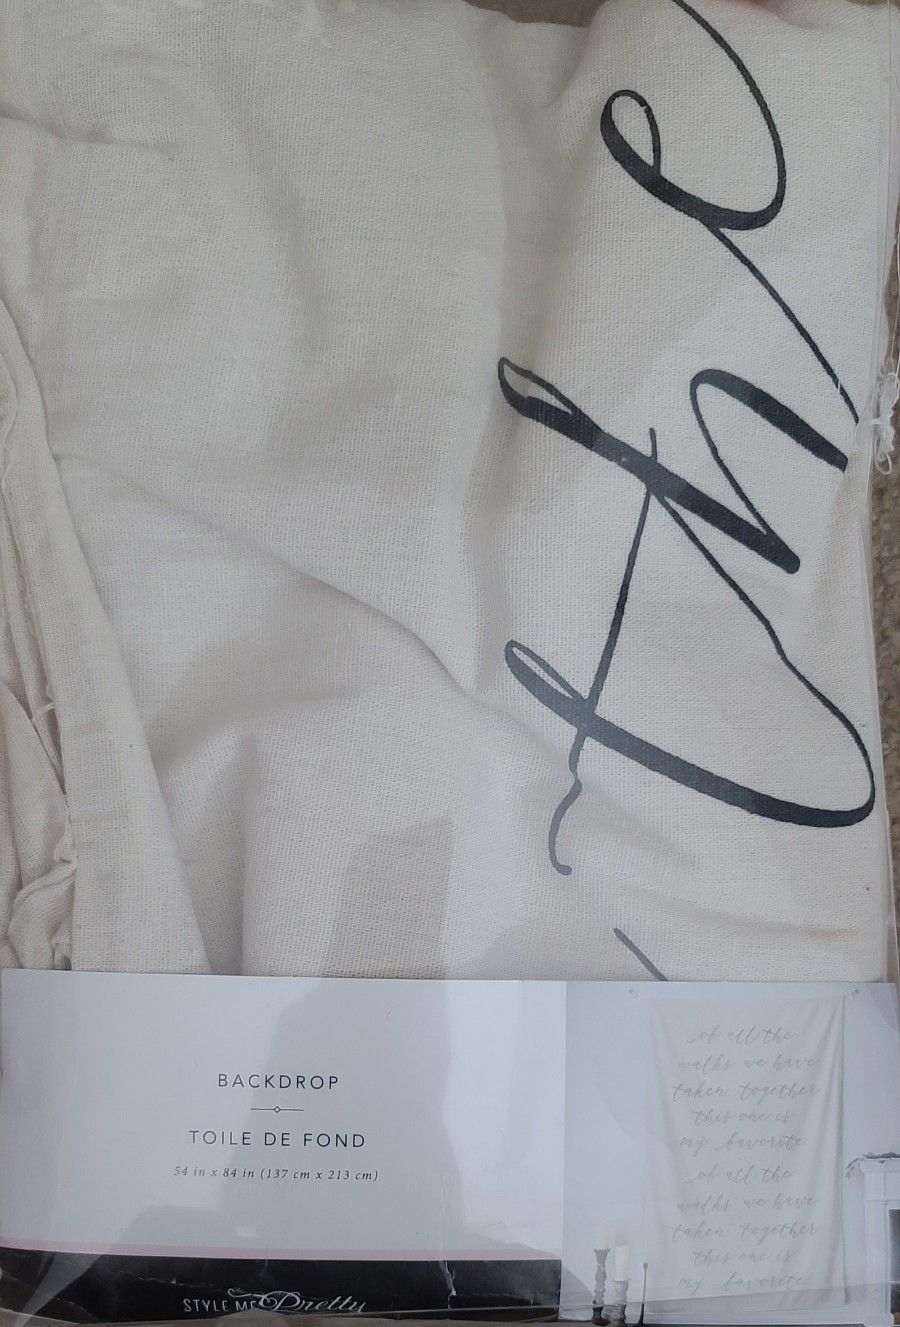 the
BACKDROP
TOILE DE FOND
54 in x 84 in (137 cm x 213 cm)
STYLE ME Pretty
of all the
walks we have
taken together
this one is
my favorite
of all the
walks we have
taken together
this one is
my favorite